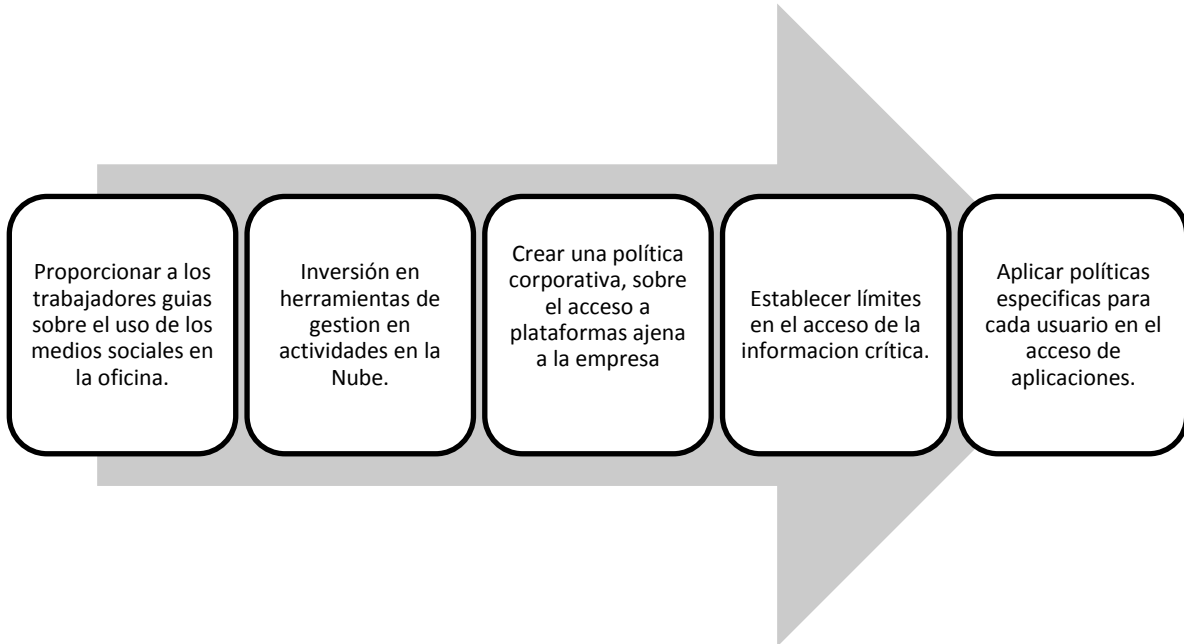 Proporcionar a los
trabajadores guias
sobre el uso de los
medios sociales en
la oficina.
Inversión en
herramientas de
gestion en
actividades en la
Nube.
Crear una política
corporativa, sobre
el acceso a
plataformas ajena
a la empresa
Establecer límites
en el acceso de la
informacion crítica.
Aplicar políticas
especificas para
cada usuario en el
acceso de
aplicaciones.